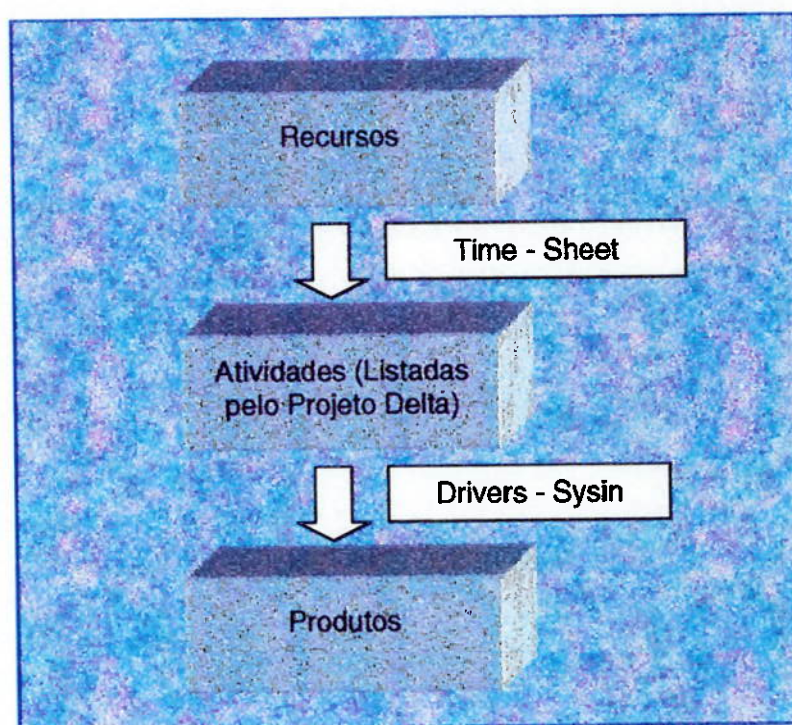 Recursos
Time - Sheet
Atividades (Listadas
pelo Projeto Delta)
Drivers - Sysin
Produtos